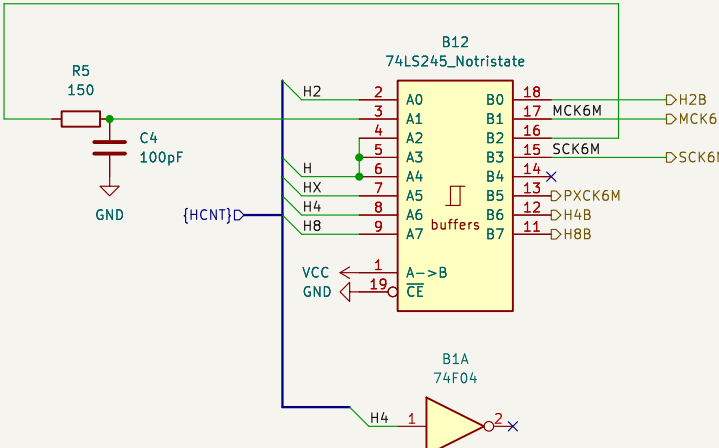 B12
74LS245_Notristate
R5
150
C4
100pF
GND
H2
H
HX
H4
H8
{HCNT}
VCC
GND
2
3
4
5
6
7
8
9
1
19
A0
A1
A2
A3
A4
A5
A6
A7
A->B
CE
buffers
B0
B1
B2
B3
B4
B5
B6
B7
18
17
16
15
14
13
12
11
MCK6M
SCK6M
H2B
MCK6
SCK6M
PXCK6M
H4B
H8B
B1A
74F04
H4
1
2